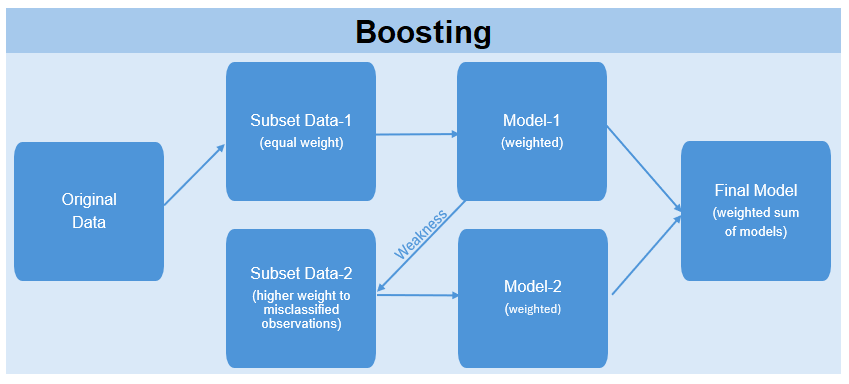 Boosting
Original
Data
Subset Data-1
(equal weight)
Model-1
(weighted)
Weakness
Subset Data-2
(higher weight to
misclassified
observations)
Model-2
(weighted)
Final Model
(weighted sum
of models)